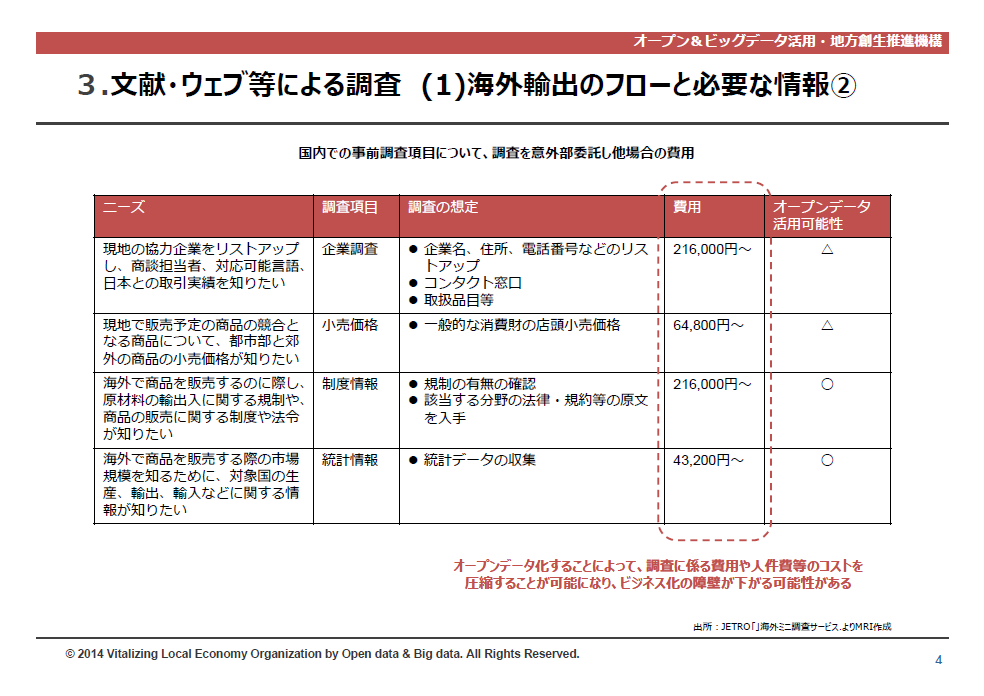 オープン＆ビッグデータ活用・地方創生推進機構
３.文献・ウェブ等による調査 (1)海外輸出のフローと必要な情報②
国内での事前調査項目について、調査を意外部委託し他場合の費用
ニーズ
調査項目
調査の想定
費用
オープンデータ
活用可能性
現地の協力企業をリストアップ
し、商談担当者、対応可能言語、
日本との取引実績を知りたい
企業調査
● 企業名、住所、電話番号などのリス
トアップ
● コンタクト窓口
● 取扱品目等
216,000円～
△
現地で販売予定の商品の競合と
なる商品について、都市部と郊
外の商品の小売価格が知りたい
小売価格
● 一般的な消費財の店頭小売価格
64,800円～
△
海外で商品を販売するのに際し、
原材料の輸出入に関する規制や、
商品の販売に関する制度や法令
が知りたい
制度情報
● 規制の有無の確認
● 該当する分野の法律・規約等の原文
を入手
216,000円～
○
海外で商品を販売する際の市場
規模を知るために、対象国の生
産、輸出、輸入などに関する情
報が知りたい
統計情報
● 統計データの収集
43,200円～
○
オープンデータ化することによって、調査に係る費用や人件費等のコストを
圧縮することが可能になり、ビジネス化の障壁が下がる可能性がある
出所：JETRO「」海外ミニ調査サービス.よりMRI作成
© 2014 Vitalizing Local Economy Organization by Open data & Big data. All Rights Reserved.
4